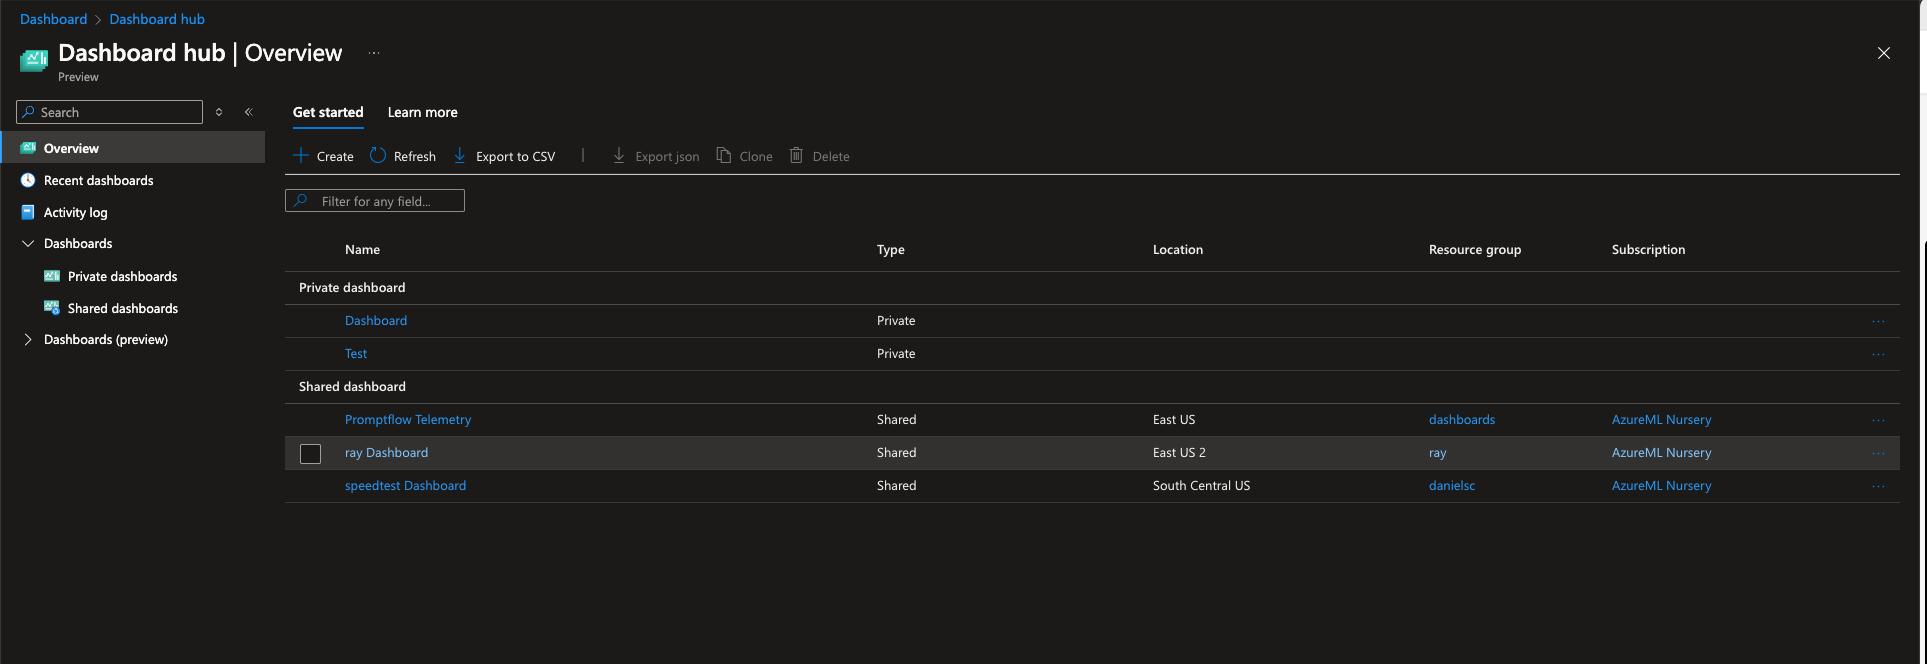 Dashboard > Dashboard hub
Dashboard hub | Overview ...
Preview
Search
Overview
Recent dashboards
Activity log
Dashboards
Private dashboards
Shared dashboards
Dashboards (preview)
Get started Learn more
Create Refresh Export to CSV | Export json Clone Delete
Filter for any field...
Name Type Location Resource group Subscription
Private dashboard
Dashboard Private ...
Test Private ...
Shared dashboard
Promptflow Telemetry Shared East US dashboards AzureML Nursery ...
ray Dashboard Shared East US 2 ray AzureML Nursery ...
speedtest Dashboard Shared South Central US danielsc AzureML Nursery ...